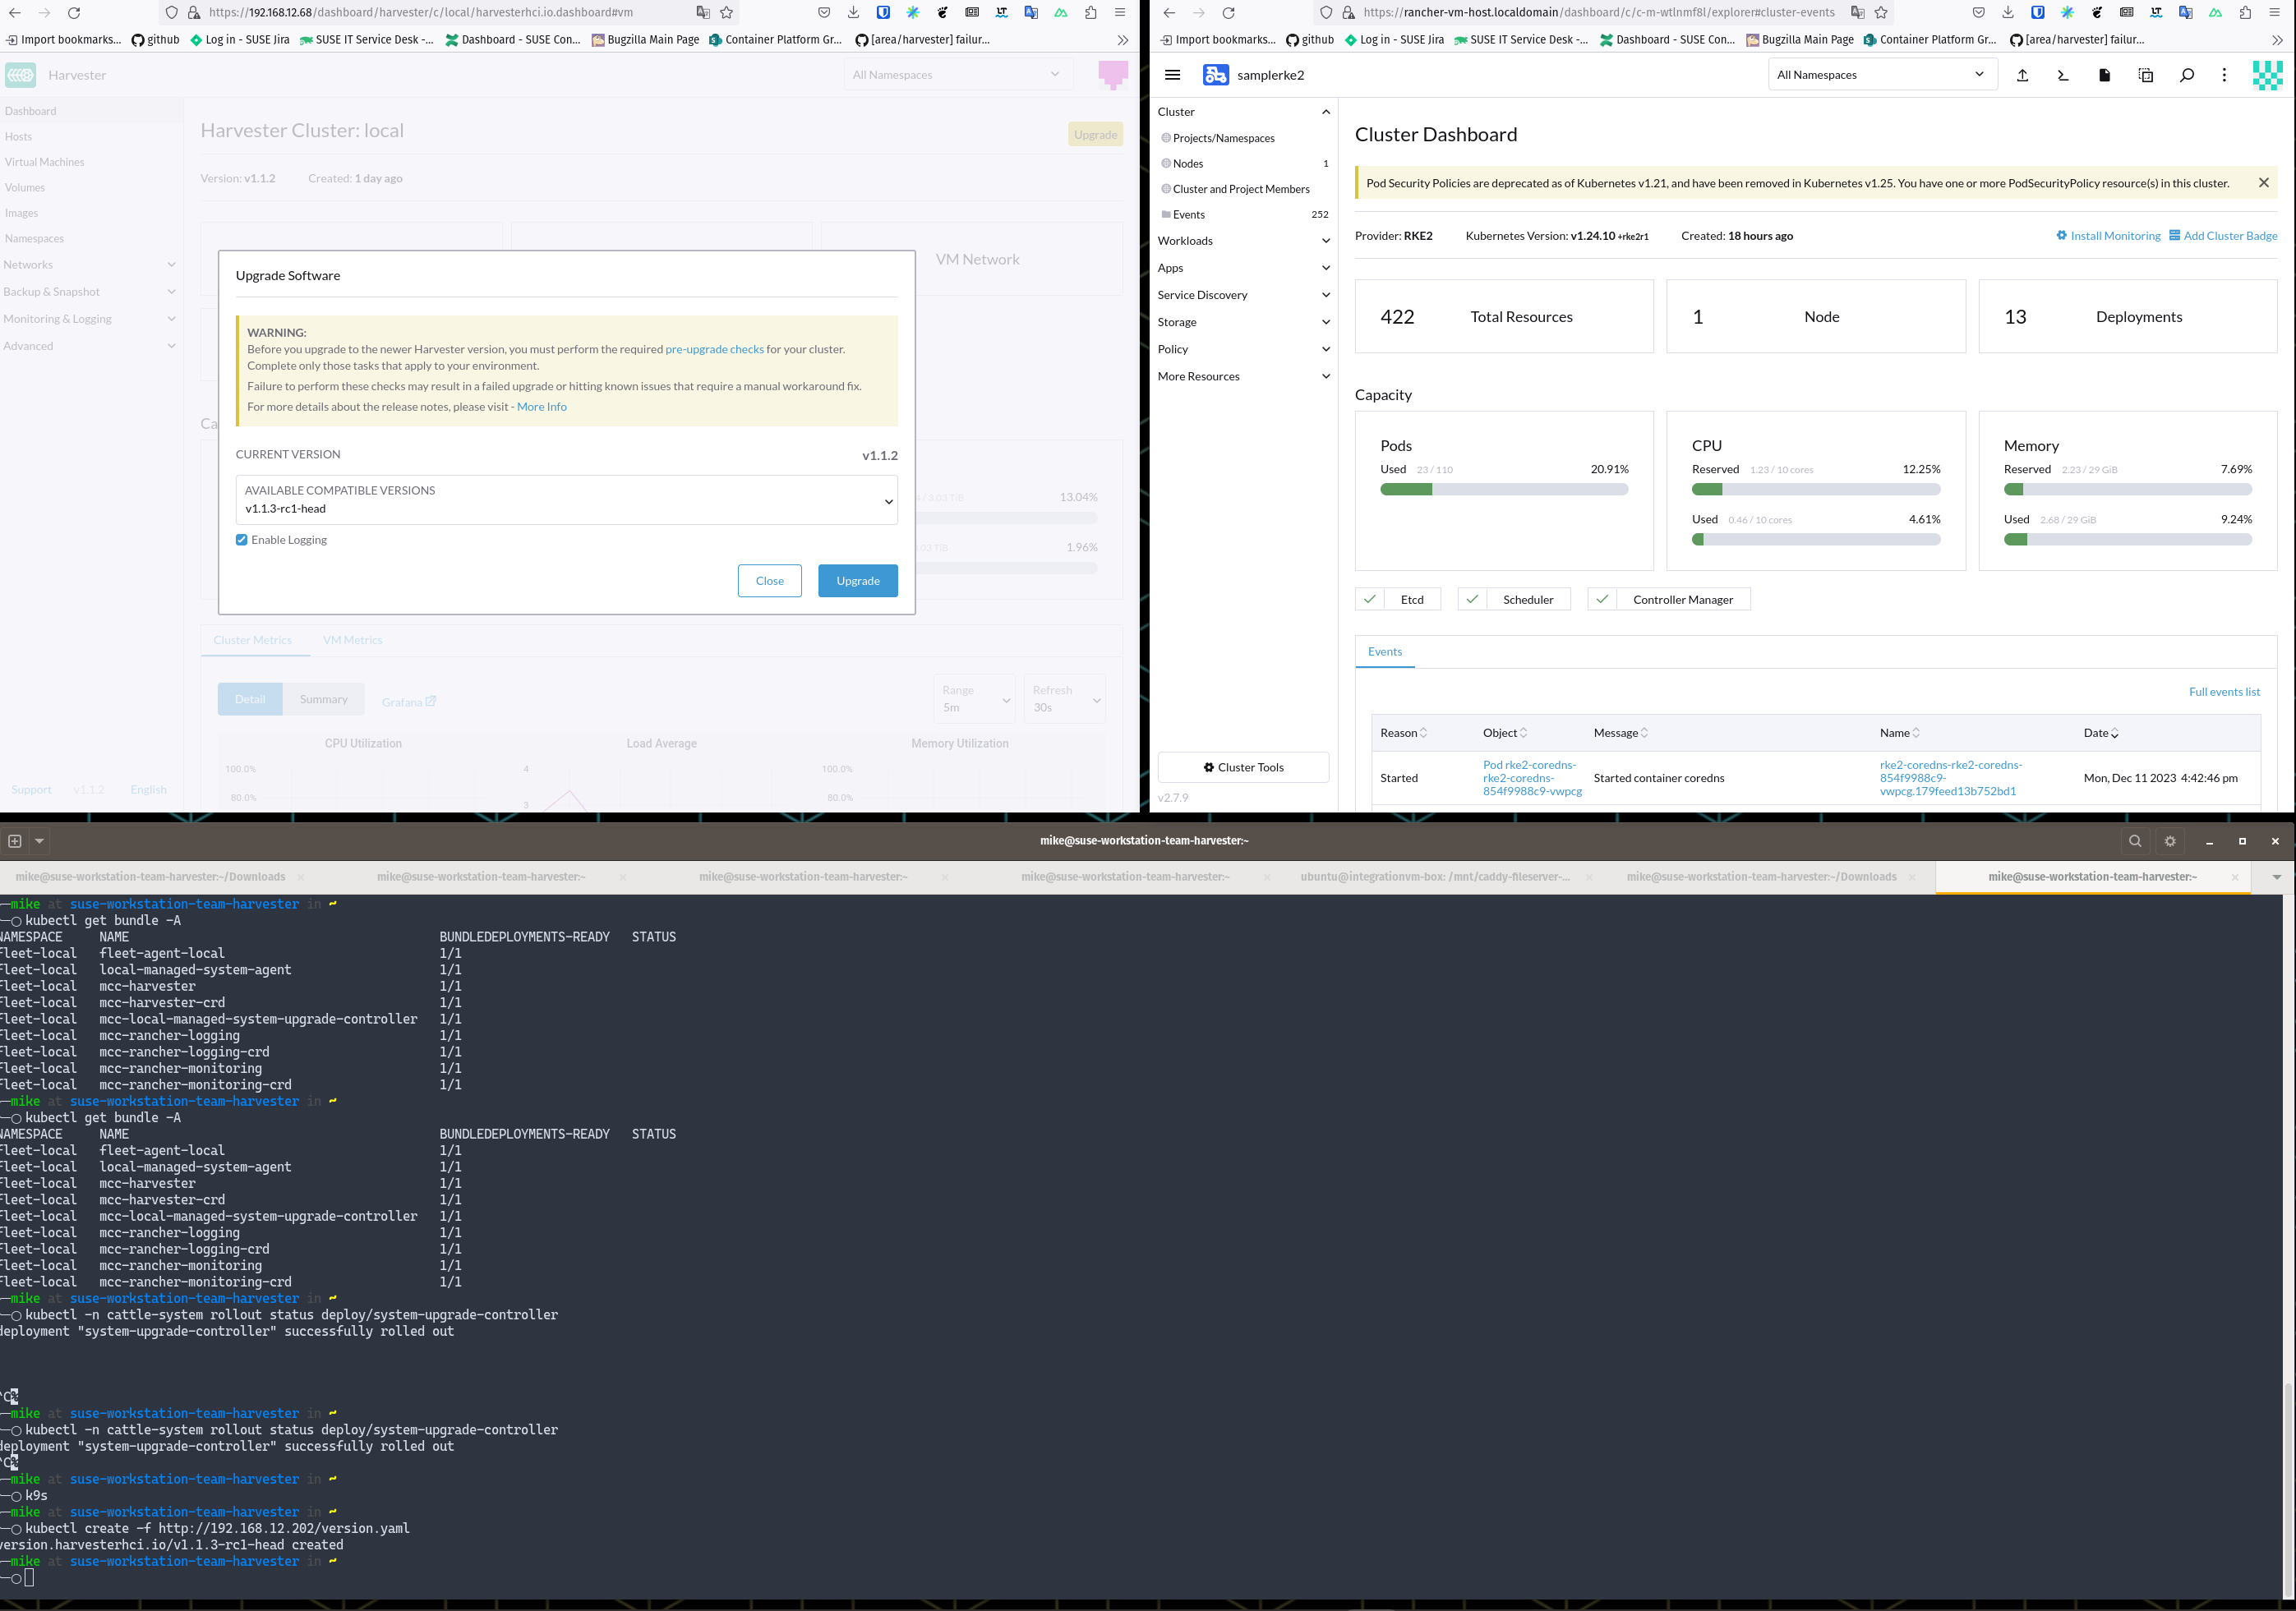 https://192.168.12.68/dashboard/harvester/c/local/harvesterhci.io.dashboard#vm
Import bookmarks... github Log in - SUSE Jira SUSE IT Service Desk -... Dashboard - SUSE Con... Bugzilla Main Page Container Platform Gr... [area/harvester] failur...
Harvester All Namespaces
Dashboard
Hosts
Virtual Machines
Volumes
Images
Namespaces
Networks
Backup & Snapshot
Monitoring & Logging
Advanced
Support v1.1.2 English
Harvester Cluster: local Upgrade
Version: v1.1.2 Created: 1 day ago
VM Network
Upgrade Software
WARNING:
Before you upgrade to the newer Harvester version, you must perform the required pre-upgrade checks for your cluster.
Complete only those tasks that apply to your environment.
Failure to perform these checks may result in a failed upgrade or hitting known issues that require a manual workaround fix.
For more details about the release notes, please visit - More Info
Ca
CURRENT VERSION v1.1.2
AVAILABLE COMPATIBLE VERSIONS
v1.1.3-rc1-head
/ 3.03 TiB 13.04%
Enable Logging
1.96%
Close Upgrade
Cluster Metrics VM Metrics
Detail Summary Grafana
Range
5m
Refresh
30s
CPU Utilization Load Average Memory Utilization
100.0% 4 100.0%
80.0% 3 80.0%
https://rancher-vm-host.localdomain/dashboard/c/c-m-wtlnmf8l/explorer#cluster-events
Import bookmarks... github Log in - SUSE Jira SUSE IT Service Desk -... Dashboard - SUSE Con... Bugzilla Main Page Container Platform Gr... [area/harvester] failur...
samplerke2 All Namespaces
Cluster
Projects/Namespaces
Nodes 1
Cluster and Project Members
Events 252
Workloads
Apps
Service Discovery
Storage
Policy
More Resources
Cluster Tools
v2.7.9
Cluster Dashboard
Pod Security Policies are deprecated as of Kubernetes v1.21, and have been removed in Kubernetes v1.25. You have one or more PodSecurityPolicy resource(s) in this cluster.
Provider: RKE2 Kubernetes Version: v1.24.10 +rke2r1 Created: 18 hours ago Install Monitoring Add Cluster Badge
422 Total Resources 1 Node 13 Deployments
Capacity
Pods
Used 23 / 110 20.91%
CPU
Reserved 1.23 / 10 cores 12.25%
Used 0.46 / 10 cores 4.61%
Memory
Reserved 2.23 / 29 GiB 7.69%
Used 2.68 / 29 GiB 9.24%
Etcd Scheduler Controller Manager
Events
Full events list
Reason Object Message Name Date
Started
Pod rke2-coredns-
rke2-coredns-
854f9988c9-vwpcg
Started container coredns
rke2-coredns-rke2-coredns-
854f9988c9-
vwpcg.179feed13b752bd1
Mon, Dec 11 2023 4:42:46 pm
mike@suse-workstation-team-harvester:~
mike@suse-workstation-team-harvester:~/Downloads mike@suse-workstation-team-harvester:~ mike@suse-workstation-team-harvester:~ mike@suse-workstation-team-harvester:~ ubuntu@integrationvm-box: /mnt/caddy-fileserver-... mike@suse-workstation-team-harvester:~/Downloads mike@suse-workstation-team-harvester:~
mike at suse-workstation-team-harvester in ~
kubectl get bundle -A
NAMESPACE NAME BUNDLEDEPLOYMENTS-READY STATUS
fleet-local fleet-agent-local 1/1
fleet-local local-managed-system-agent 1/1
fleet-local mcc-harvester 1/1
fleet-local mcc-harvester-crd 1/1
fleet-local mcc-local-managed-system-upgrade-controller 1/1
fleet-local mcc-rancher-logging 1/1
fleet-local mcc-rancher-logging-crd 1/1
fleet-local mcc-rancher-monitoring 1/1
fleet-local mcc-rancher-monitoring-crd 1/1
mike at suse-workstation-team-harvester in ~
kubectl get bundle -A
NAMESPACE NAME BUNDLEDEPLOYMENTS-READY STATUS
fleet-local fleet-agent-local 1/1
fleet-local local-managed-system-agent 1/1
fleet-local mcc-harvester 1/1
fleet-local mcc-harvester-crd 1/1
fleet-local mcc-local-managed-system-upgrade-controller 1/1
fleet-local mcc-rancher-logging 1/1
fleet-local mcc-rancher-logging-crd 1/1
fleet-local mcc-rancher-monitoring 1/1
fleet-local mcc-rancher-monitoring-crd 1/1
mike at suse-workstation-team-harvester in ~
kubectl -n cattle-system rollout status deploy/system-upgrade-controller
deployment "system-upgrade-controller" successfully rolled out
^C%
mike at suse-workstation-team-harvester in ~
kubectl -n cattle-system rollout status deploy/system-upgrade-controller
deployment "system-upgrade-controller" successfully rolled out
^C%
mike at suse-workstation-team-harvester in ~
k9s
mike at suse-workstation-team-harvester in ~
kubectl create -f http://192.168.12.202/version.yaml
version.harvesterhci.io/v1.1.3-rc1-head created
mike at suse-workstation-team-harvester in ~